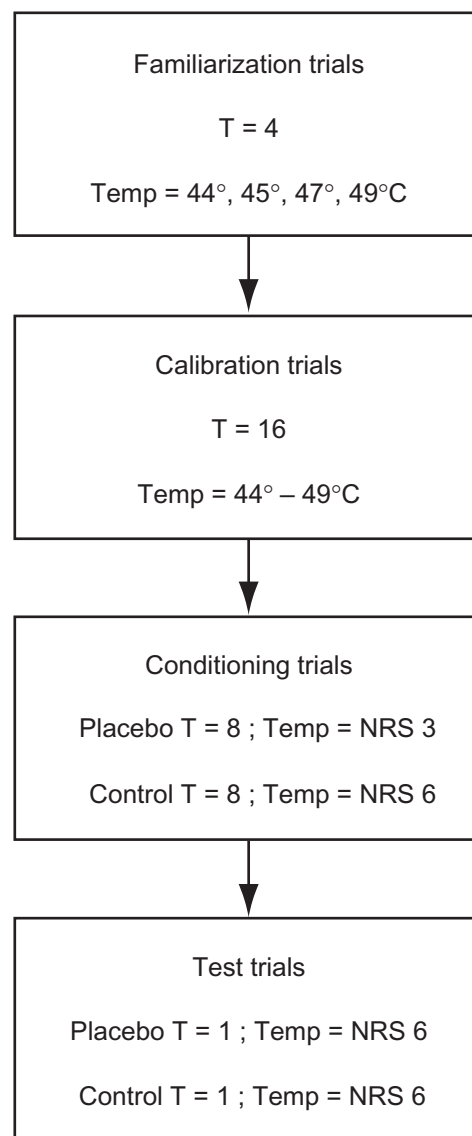 Familiarization trials
T = 4
Temp = 44°, 45°, 47°, 49°C
Calibration trials
T = 16
Temp = 44° – 49°C
Conditioning trials
Placebo T = 8 ; Temp = NRS 3
Control T = 8 ; Temp = NRS 6
Test trials
Placebo T = 1 ; Temp = NRS 6
Control T = 1 ; Temp = NRS 6